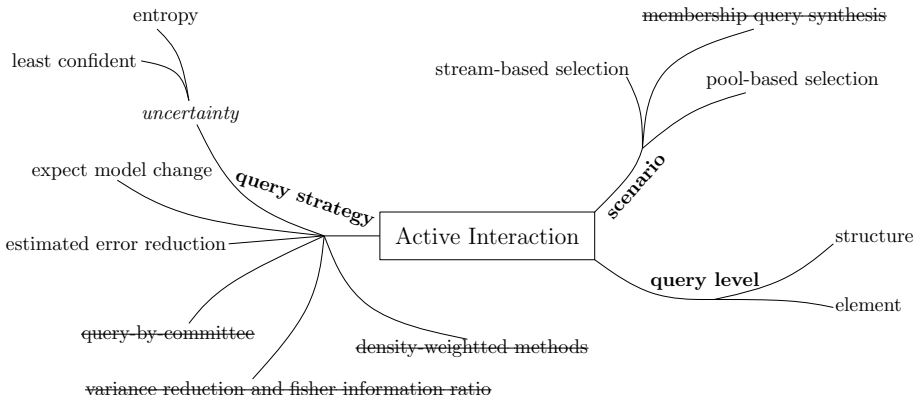 entropy
membership query synthesis
least confident
stream-based selection
pool-based selection
uncertainty
expect model change
query strategy
scenario
Active Interaction
estimated error reduction
structure
query level
element
query-by-committee
density-weightted methods
variance reduction and fisher information ratio